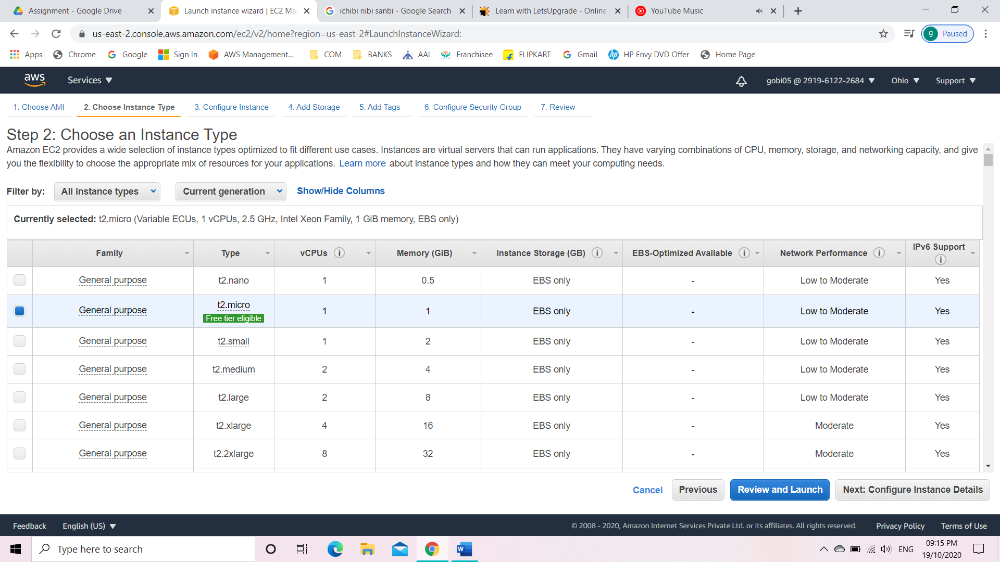 Assignment - Google Drive
Launch instance wizard | EC2 Ma
ichibi nibi sanbi - Google Search
Learn with LetsUpgrade - Online
YouTube Music
us-east-2.console.aws.amazon.com/ec2/v2/home?region=us-east-2#LaunchInstanceWizard:
g Paused
Apps Chrome Google Sign In AWS Management... COM BANKS AAI Franchisee FLIPKART Gmail HP Envy DVD Offer Home Page
aws Services gobi05 @ 2919-6122-2684 Ohio Support
1. Choose AMI 2. Choose Instance Type 3. Configure Instance 4. Add Storage 5. Add Tags 6. Configure Security Group 7. Review
Step 2: Choose an Instance Type
Amazon EC2 provides a wide selection of instance types optimized to fit different use cases. Instances are virtual servers that can run applications. They have varying combinations of CPU, memory, storage, and networking capacity, and give
you the flexibility to choose the appropriate mix of resources for your applications. Learn more about instance types and how they can meet your computing needs.
Filter by: All instance types Current generation Show/Hide Columns
Currently selected: t2.micro (Variable ECUs, 1 vCPUs, 2.5 GHz, Intel Xeon Family, 1 GiB memory, EBS only)
Family Type vCPUs Memory (GiB) Instance Storage (GB) EBS-Optimized Available Network Performance IPv6 Support
General purpose t2.nano 1 0.5 EBS only - Low to Moderate Yes
General purpose t2.micro 1 1 EBS only - Low to Moderate Yes
Free tier eligible
General purpose t2.small 1 2 EBS only - Low to Moderate Yes
General purpose t2.medium 2 4 EBS only - Low to Moderate Yes
General purpose t2.large 2 8 EBS only - Low to Moderate Yes
General purpose t2.xlarge 4 16 EBS only - Moderate Yes
General purpose t2.2xlarge 8 32 EBS only - Moderate Yes
Cancel Previous Review and Launch Next: Configure Instance Details
Feedback English (US) © 2008 - 2020, Amazon Internet Services Private Ltd. or its affiliates. All rights reserved. Privacy Policy Terms of Use
Type here to search
ENG
09:15 PM
19/10/2020